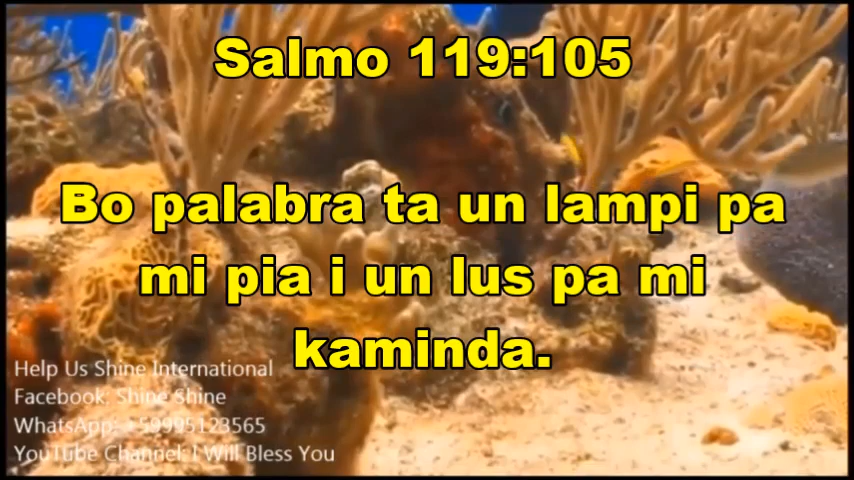 Salmo 119:105
Bo palabra ta un lampi pa
mi pia i un lus pa mi
kaminda.
Help Us Shine International
Facebook: Shine Shine
WhatsApp: +59995123565
YouTube Channel: I Will Bless You